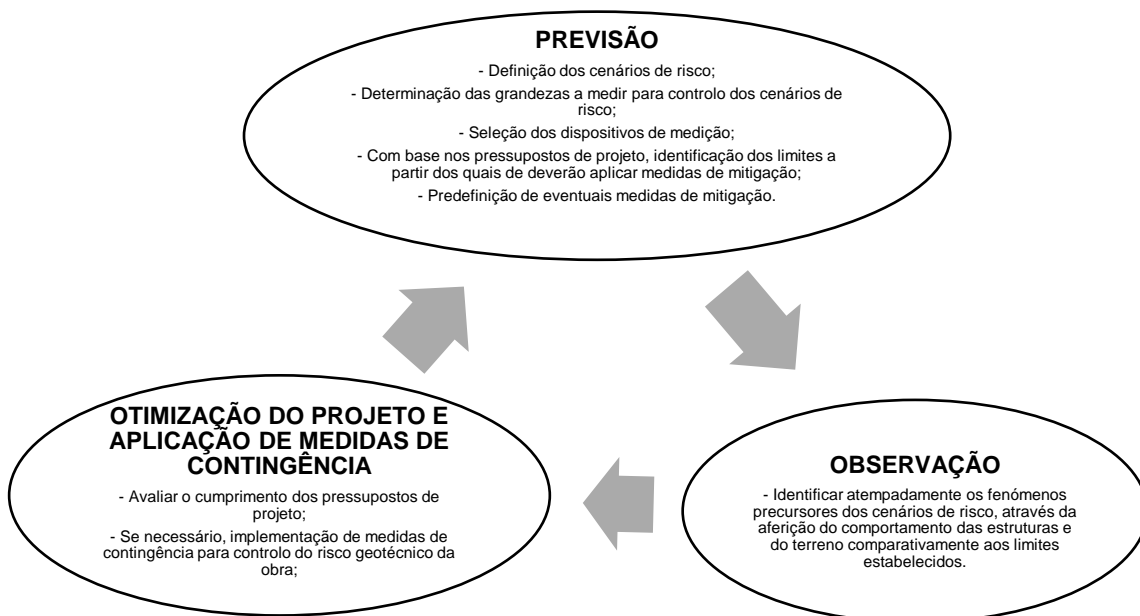 PREVISÃO
- Definição dos cenários de risco;
- Determinação das grandezas a medir para controlo dos cenários de
risco;
- Seleção dos dispositivos de medição;
- Com base nos pressupostos de projeto, identificação dos limites a
partir dos quais de deverão aplicar medidas de mitigação;
- Predefinição de eventuais medidas de mitigação.
OTIMIZAÇÃO DO PROJETO E
APLICAÇÃO DE MEDIDAS DE
CONTINGÊNCIA
- Avaliar o cumprimento dos pressupostos de
projeto;
- Se necessário, implementação de medidas de
contingência para controlo do risco geotécnico da
obra;
OBSERVAÇÃO
- Identificar atempadamente os fenómenos
precursores dos cenários de risco, através da
aferição do comportamento das estruturas e
do terreno comparativamente aos limites
estabelecidos.